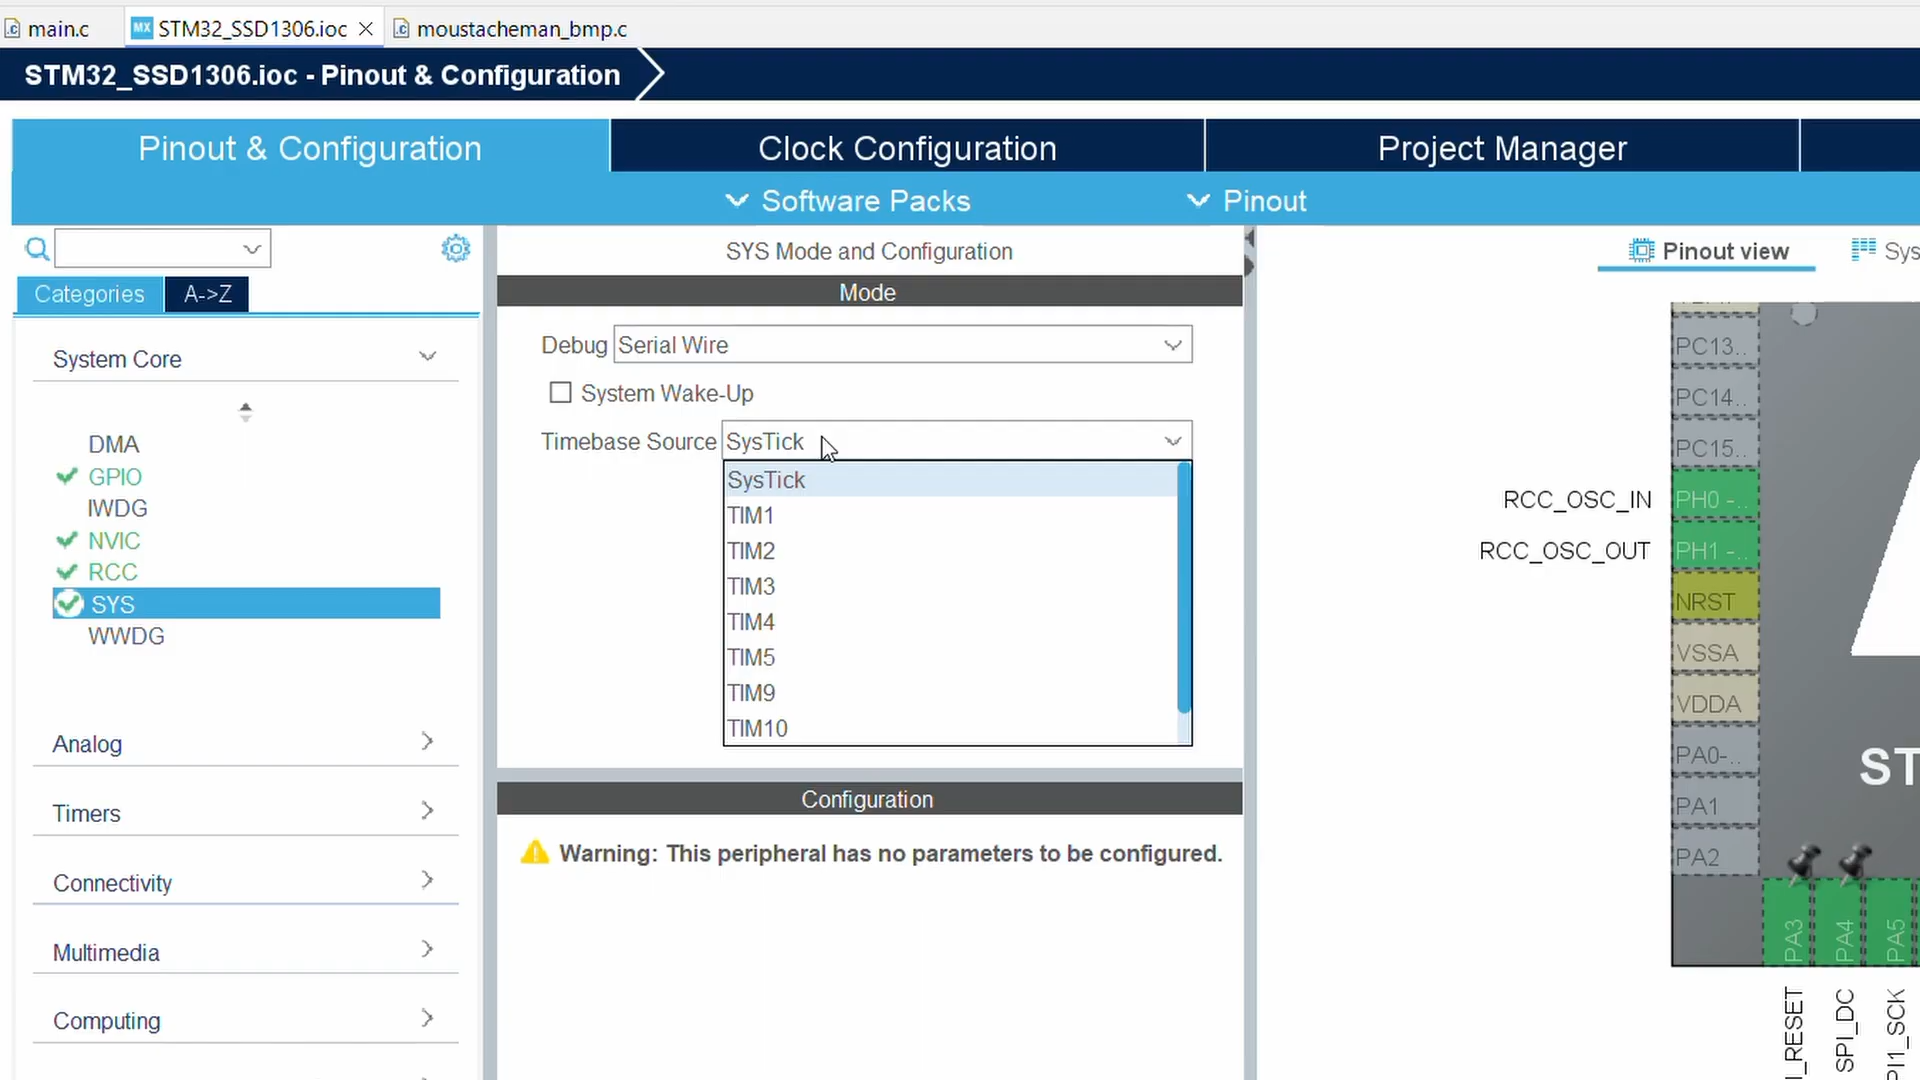 main.c
MX STM32_SSD1306.ioc
moustacheman_bmp.c
STM32_SSD1306.ioc - Pinout & Configuration
Pinout & Configuration
Clock Configuration
Project Manager
Software Packs
Pinout
Categories
A->Z
System Core
DMA
GPIO
IWDG
NVIC
RCC
SYS
WWDG
Analog
Timers
Connectivity
Multimedia
Computing
SYS Mode and Configuration
Mode
Debug Serial Wire
System Wake-Up
Timebase Source SysTick
SysTick
TIM1
TIM2
TIM3
TIM4
TIM5
TIM9
TIM10
Configuration
Warning: This peripheral has no parameters to be configured.
Pinout view
Sys
PC13..
PC14..
PC15..
RCC_OSC_IN PH0 -..
RCC_OSC_OUT PH1 -..
NRST
VSSA
VDDA
PA0-..
PA1
PA2
ST
PA3
PA4
PA5
I_RESET
SPI_DC
PI1_SCK